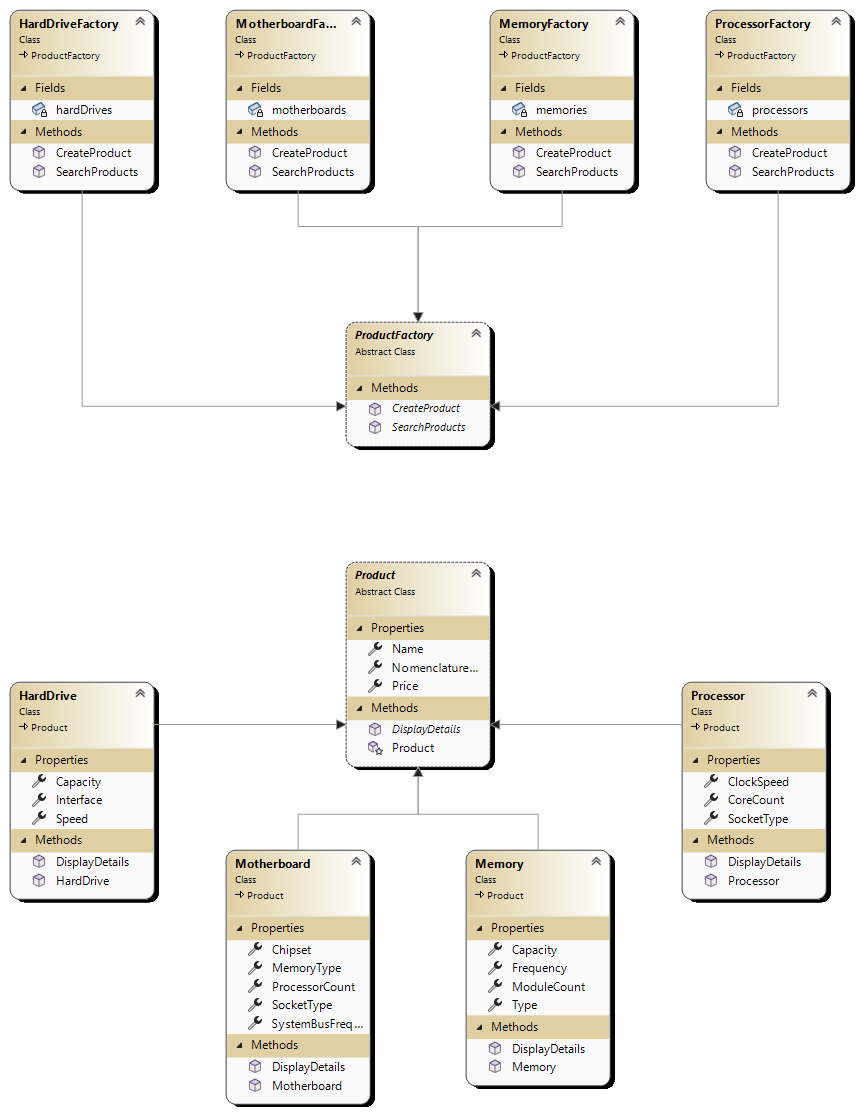 HardDriveFactory
Class
ProductFactory
Fields
hardDrives
Methods
CreateProduct
SearchProducts
MotherboardFa...
Class
ProductFactory
Fields
motherboards
Methods
CreateProduct
SearchProducts
MemoryFactory
Class
ProductFactory
Fields
memories
Methods
CreateProduct
SearchProducts
ProcessorFactory
Class
ProductFactory
Fields
processors
Methods
CreateProduct
SearchProducts
ProductFactory
Abstract Class
Methods
CreateProduct
SearchProducts
Product
Abstract Class
Properties
Name
Nomenclature...
Price
Methods
DisplayDetails
Product
HardDrive
Class
Product
Properties
Capacity
Interface
Speed
Methods
DisplayDetails
HardDrive
Processor
Class
Product
Properties
ClockSpeed
CoreCount
SocketType
Methods
DisplayDetails
Processor
Motherboard
Class
Product
Properties
Chipset
MemoryType
ProcessorCount
SocketType
SystemBusFreq...
Methods
DisplayDetails
Motherboard
Memory
Class
Product
Properties
Capacity
Frequency
ModuleCount
Type
Methods
DisplayDetails
Memory